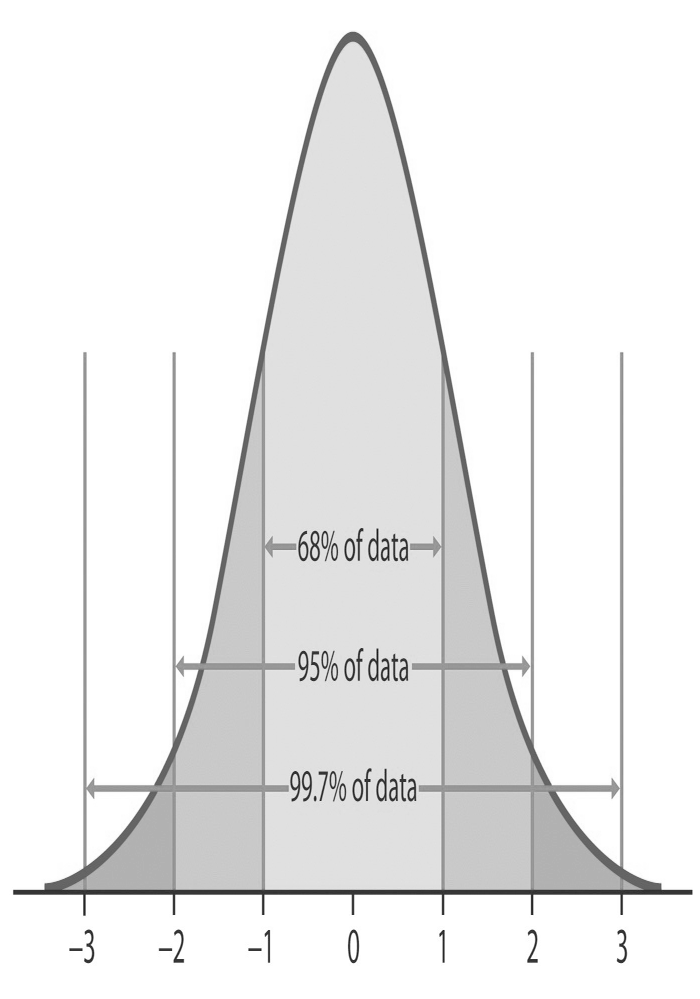 68% of data
95% of data
99.7% of data
–3 –2 –1 0 1 2 3